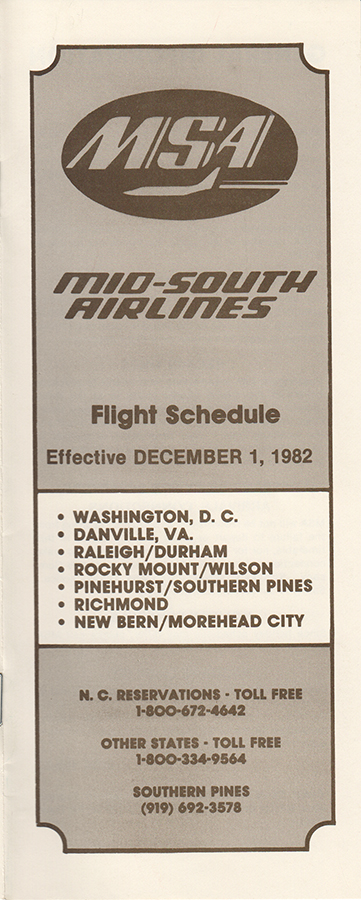 MSA
MID-SOUTH
AIRLINES
Flight Schedule
Effective DECEMBER 1, 1982
• WASHINGTON, D. C.
• DANVILLE, VA.
• RALEIGH/DURHAM
• ROCKY MOUNT/WILSON
• PINEHURST/SOUTHERN PINES
• RICHMOND
• NEW BERN/MOREHEAD CITY
N. C. RESERVATIONS - TOLL FREE
1-800-672-4642
OTHER STATES - TOLL FREE
1-800-334-9564
SOUTHERN PINES
(919) 692-3578